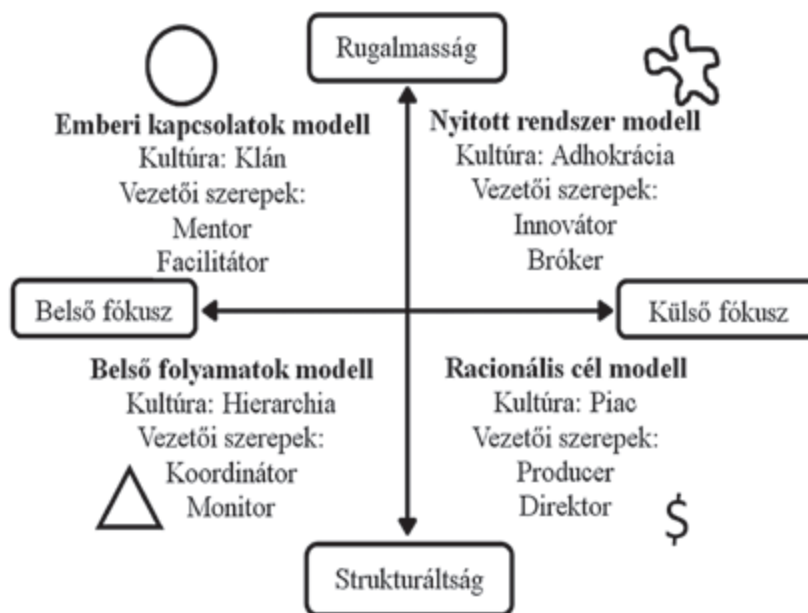 Rugalmasság
Emberi kapcsolatok modell
Kultúra: Klán
Vezetői szerepek:
Mentor
Facilitátor
Nyitott rendszer modell
Kultúra: Adhokrácia
Vezetői szerepek:
Innovátor
Bróker
Belső fókusz
Külső fókusz
Belső folyamatok modell
Kultúra: Hierarchia
Vezetői szerepek:
Koordinátor
Monitor
Racionális cél modell
Kultúra: Piac
Vezetői szerepek:
Producer
Direktor
$
Strukturáltság